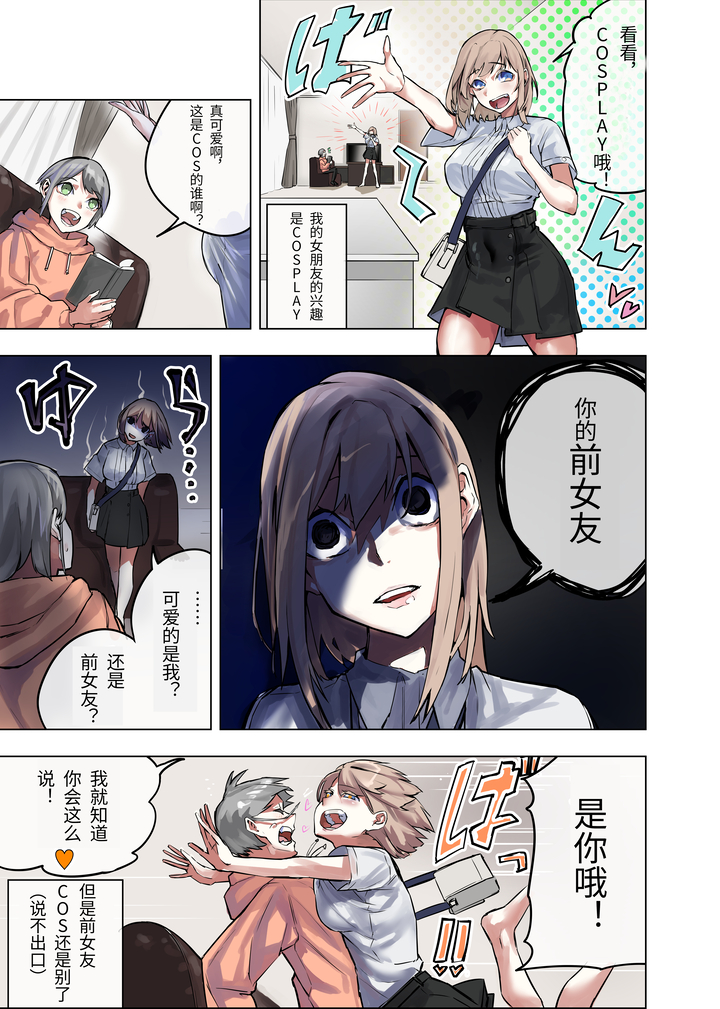 看看，
COSPLAY哦！
ばーん
我的女朋友的兴趣
是COSPLAY
真可爱啊，
这是COS的谁啊？
你的前女友
ゆら……
……
可爱的是我？
还是
前女友？
是你哦！
ばっ!!
我就知道
你会这么
说！
但是前女友
COS还是别了
（说不出口）